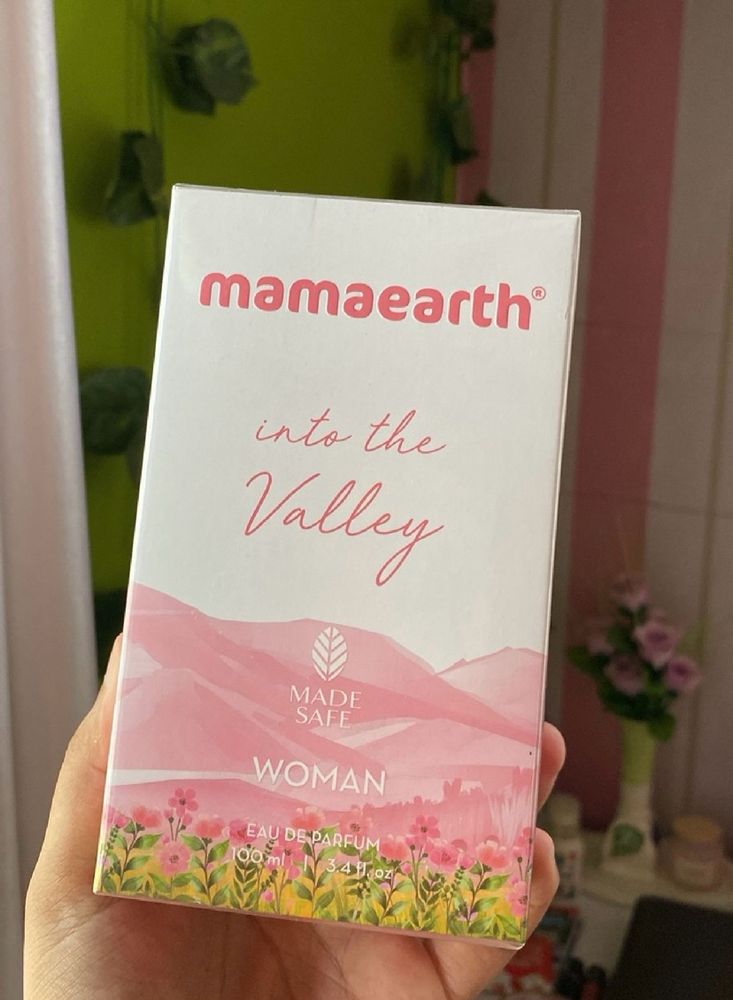 mamaearth®
into the
Valley
MADE
SAFE
WOMAN
EAU DE PARFUM
100 ml | 3.4 fl. oz